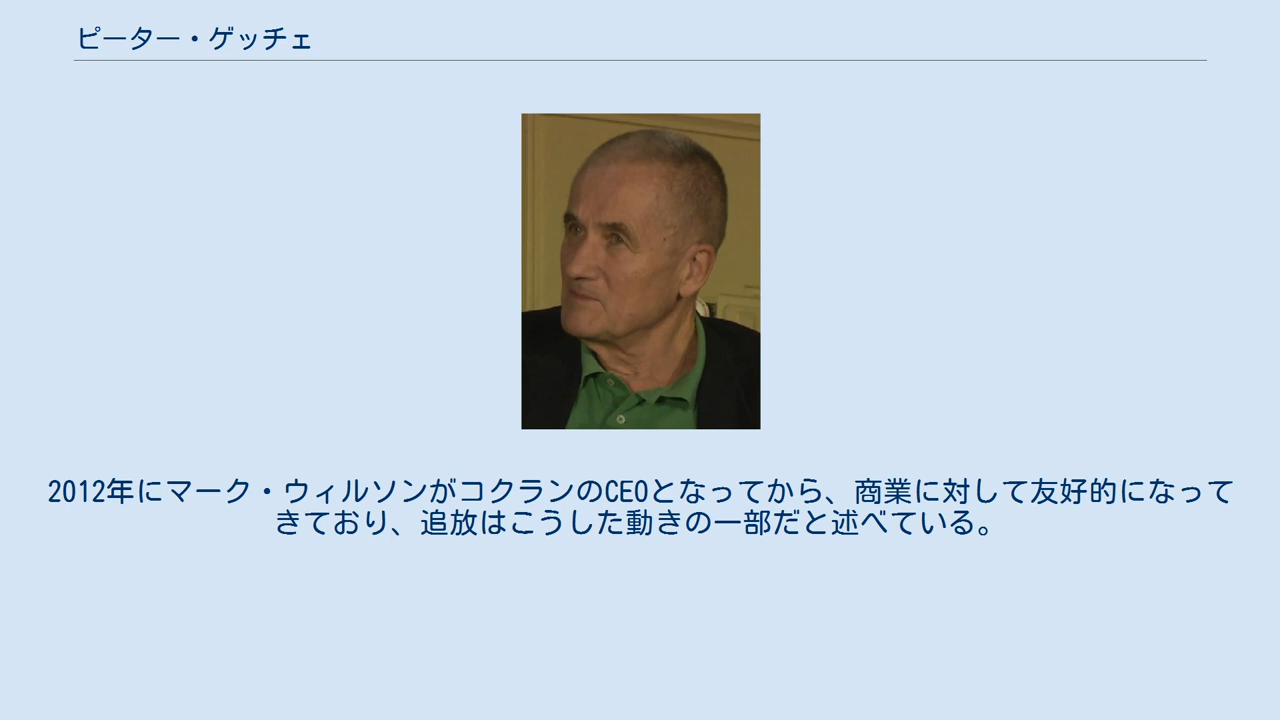 ピーター・ゲッチェ
2012年にマーク・ウィルソンがコクランのCEOとなってから、商業に対して友好的になって
きており、追放はこうした動きの一部だと述べている。